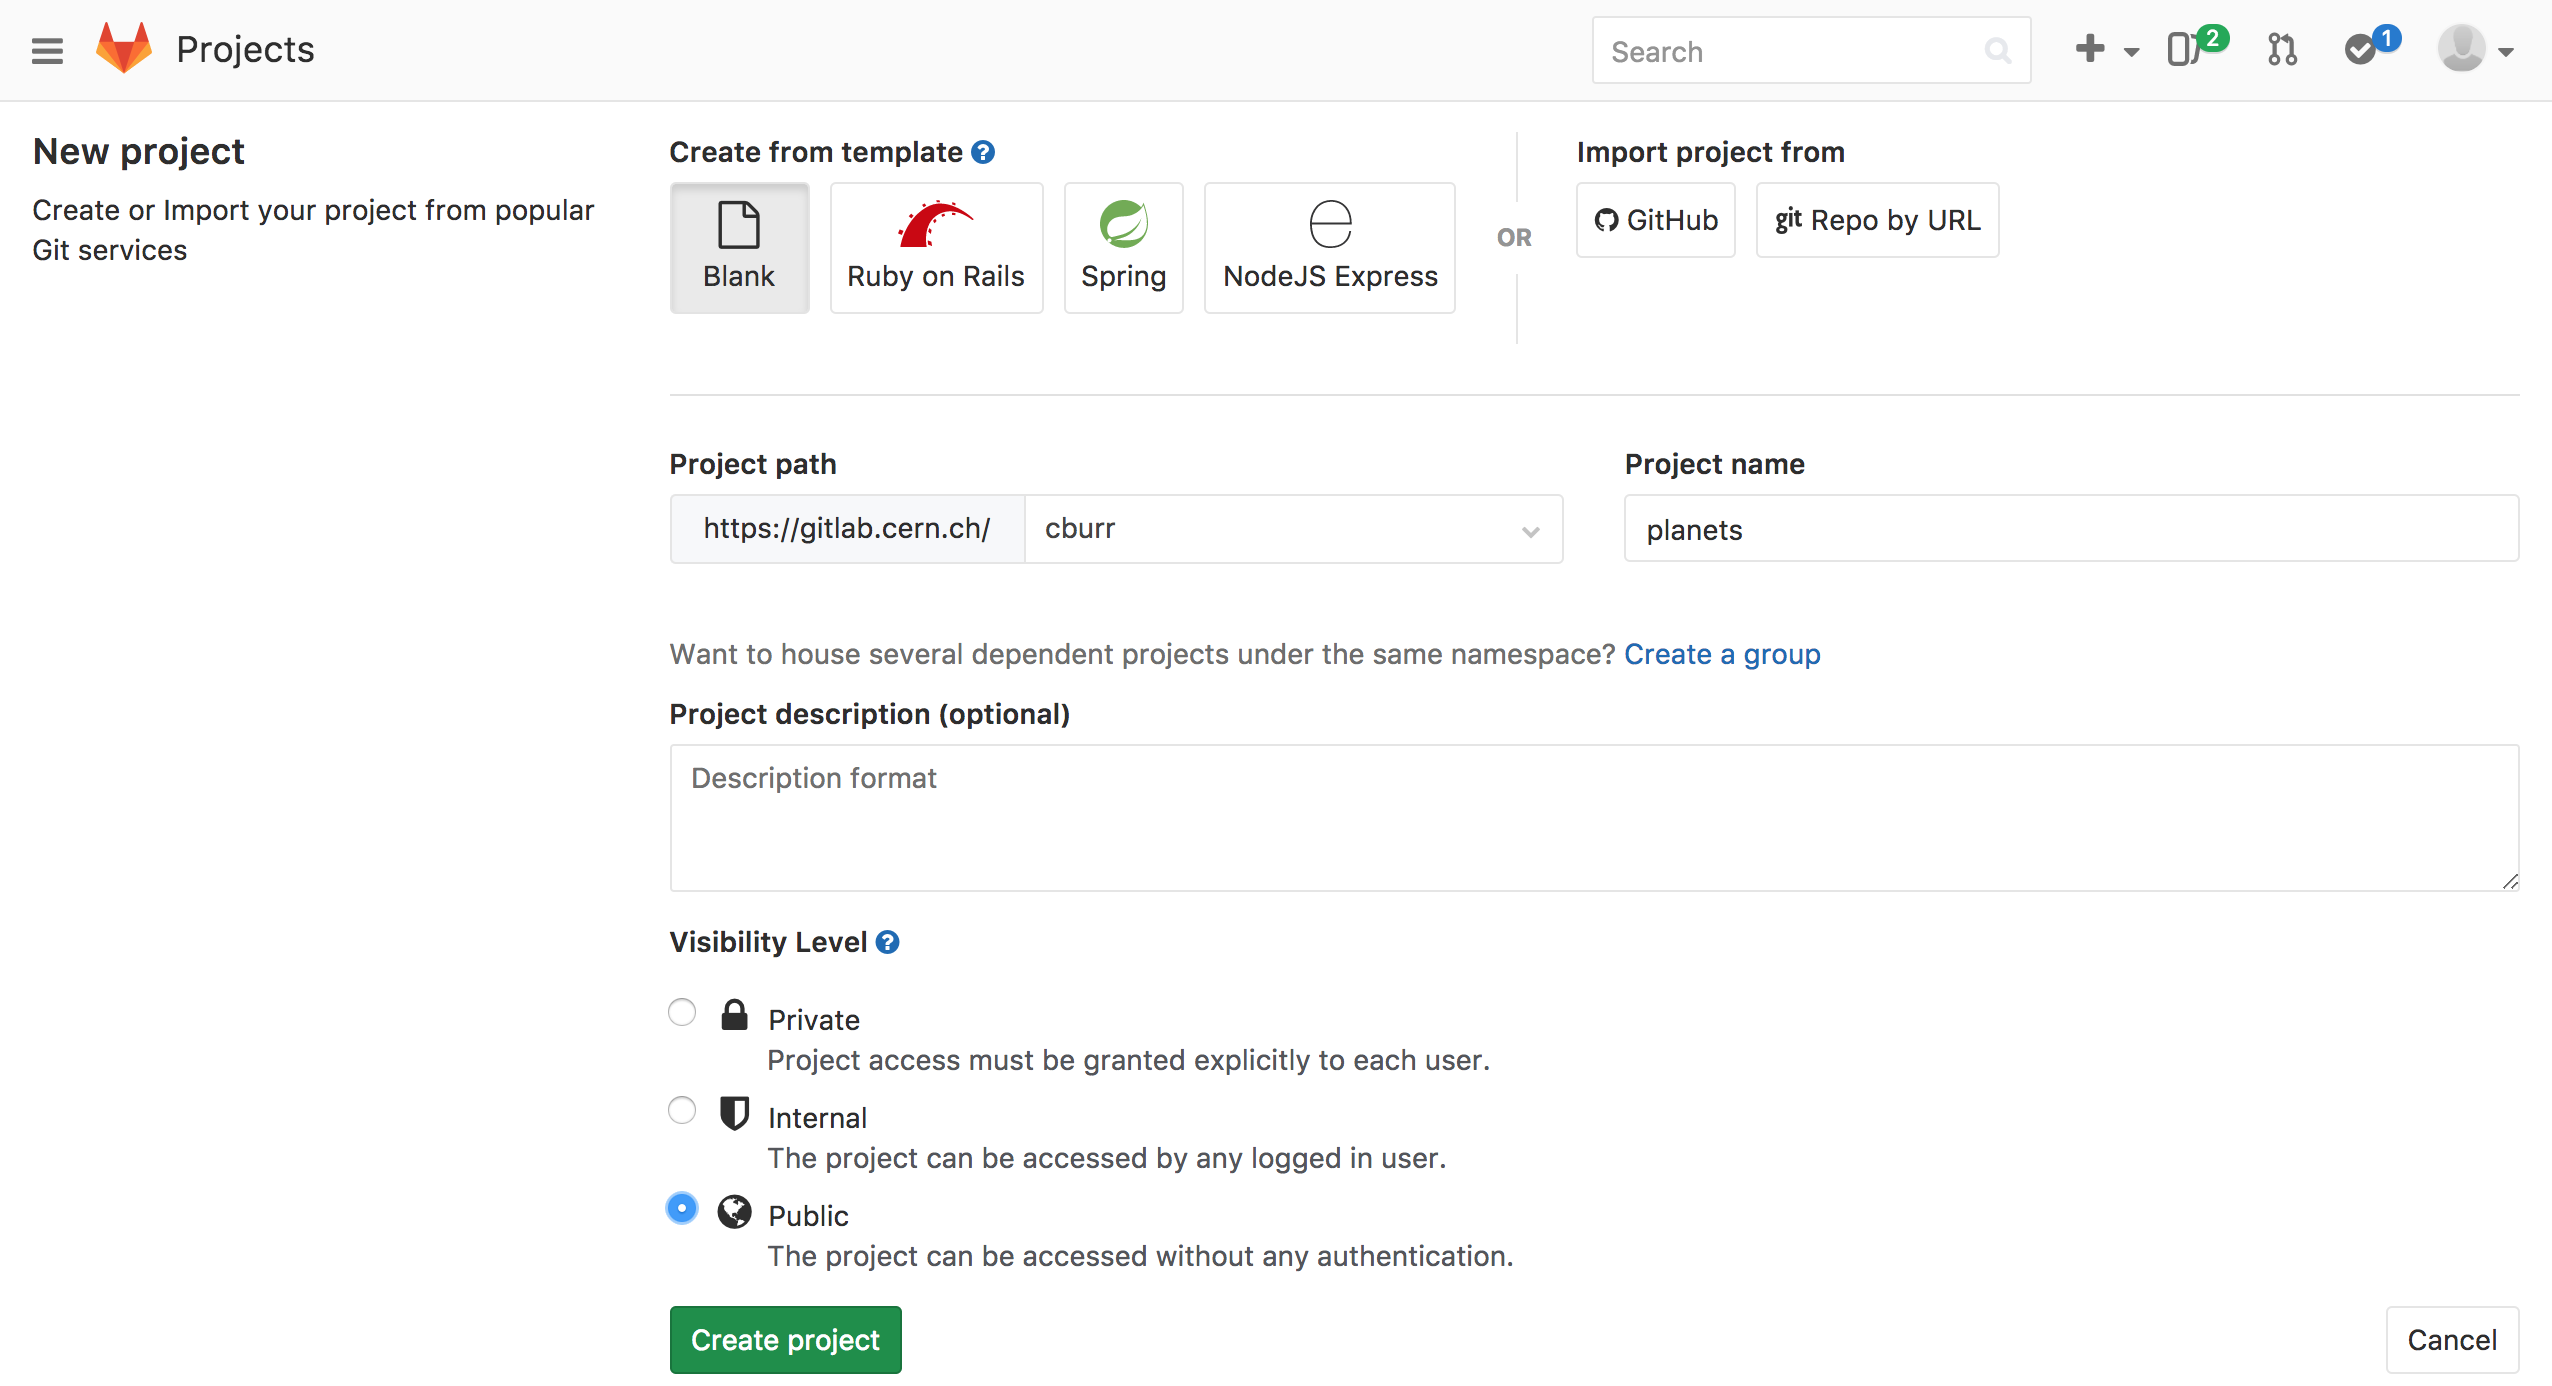 Projects
Search
2
1
New project
Create or Import your project from popular
Git services
Create from template
Blank
Ruby on Rails
Spring
NodeJS Express
OR
Import project from
GitHub
git Repo by URL
Project path
https://gitlab.cern.ch/
cburr
Project name
planets
Want to house several dependent projects under the same namespace? Create a group
Project description (optional)
Description format
Visibility Level
Private
Project access must be granted explicitly to each user.
Internal
The project can be accessed by any logged in user.
Public
The project can be accessed without any authentication.
Create project
Cancel